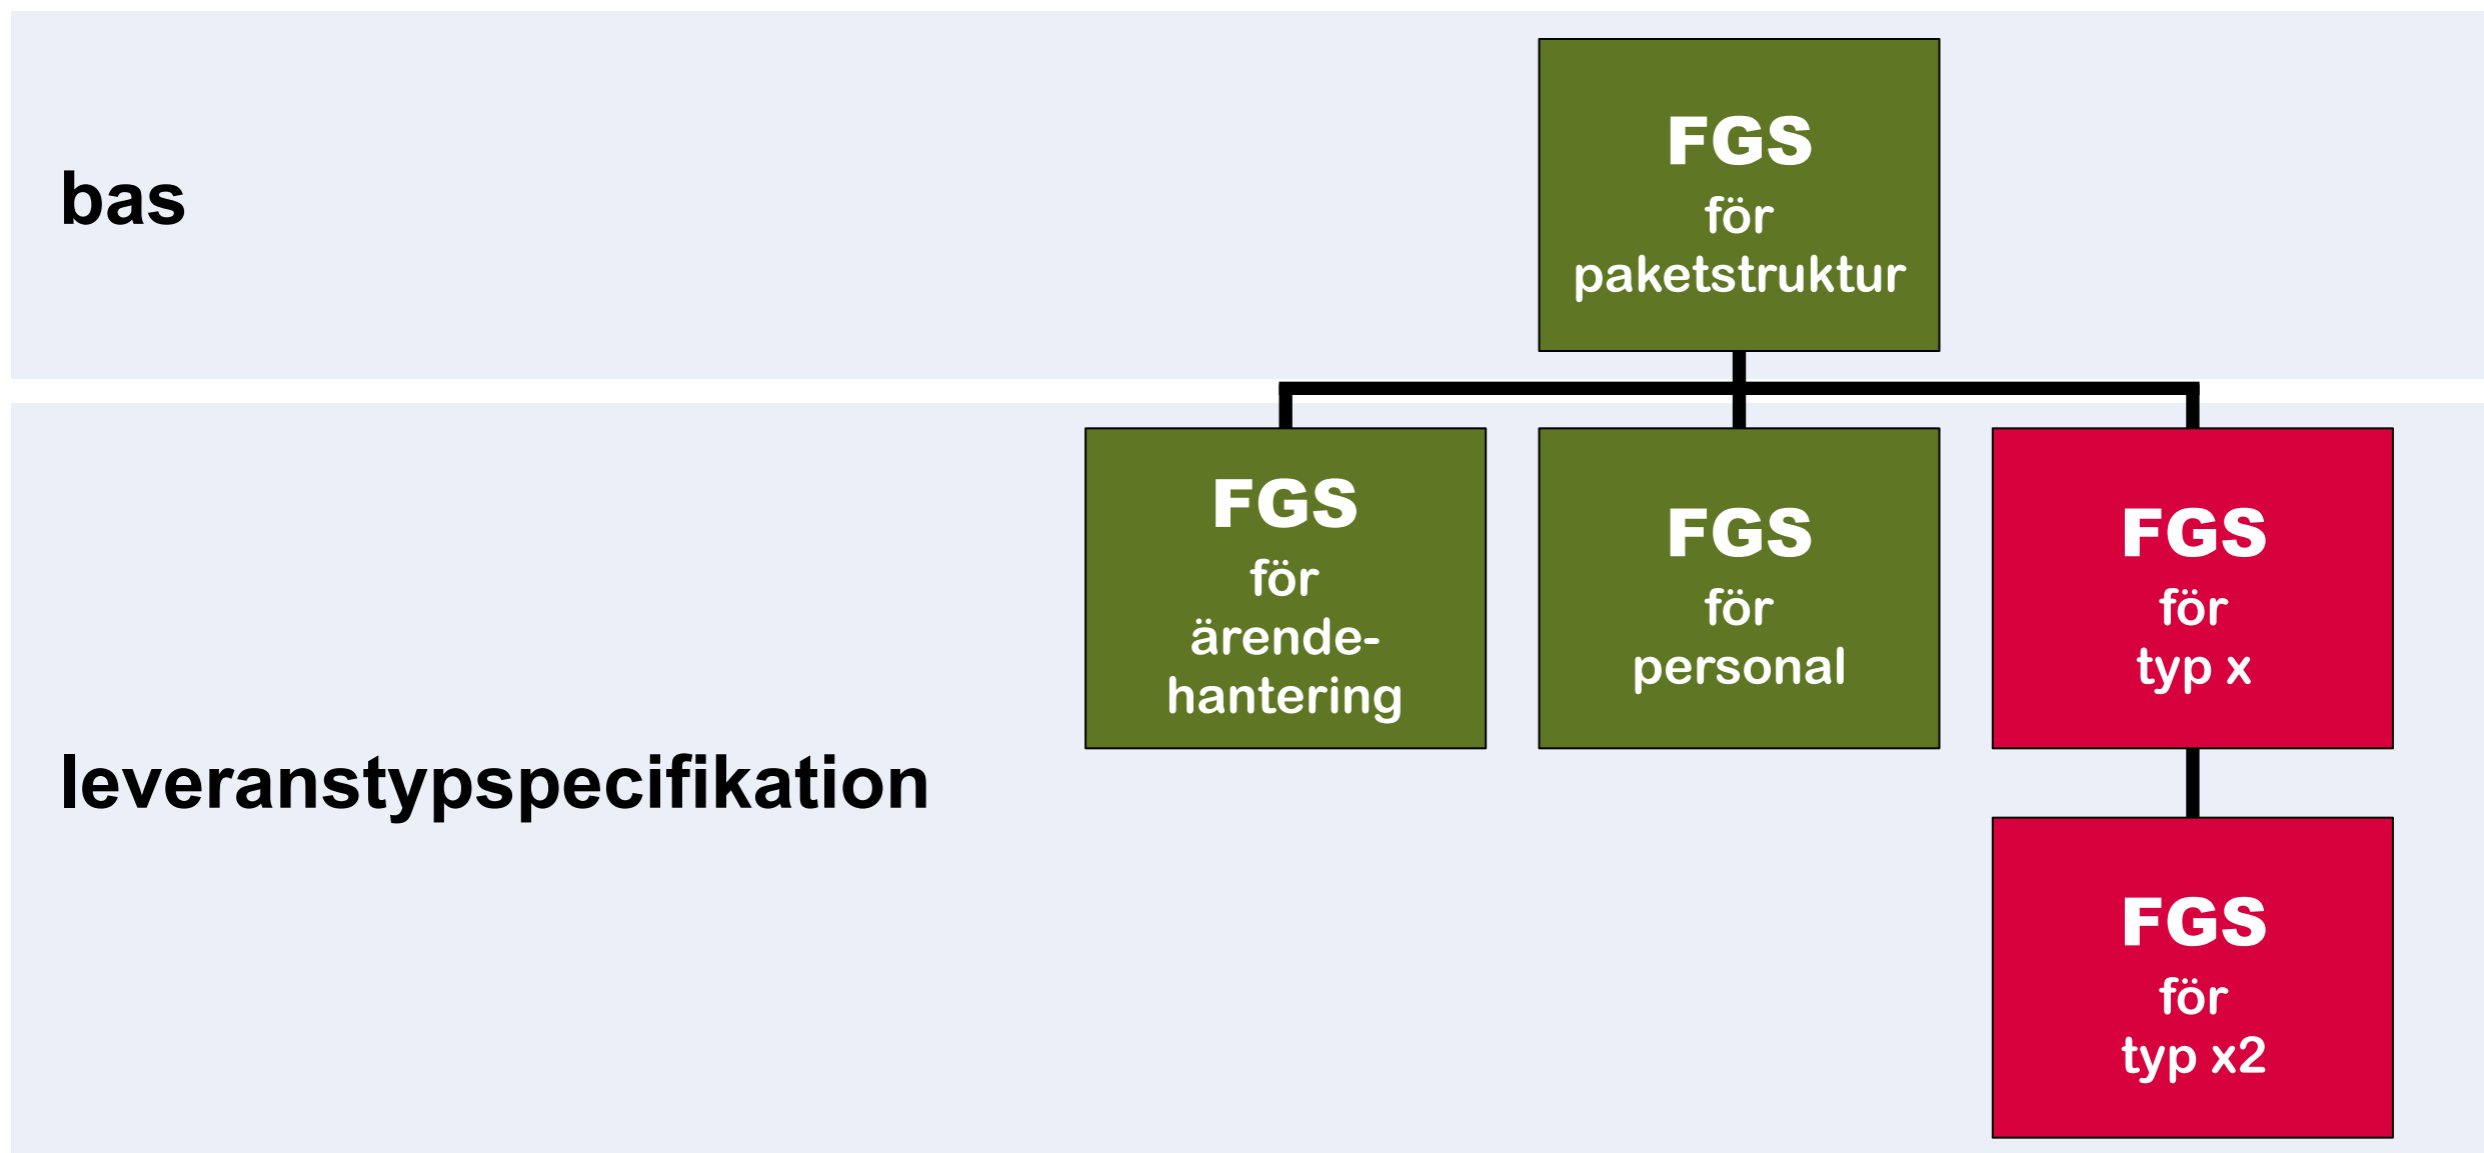 bas
FGS
för
paketstruktur
leveranstypspecifikation
FGS
för
ärende-
hantering
FGS
för
personal
FGS
för
typ x
FGS
för
typ x2